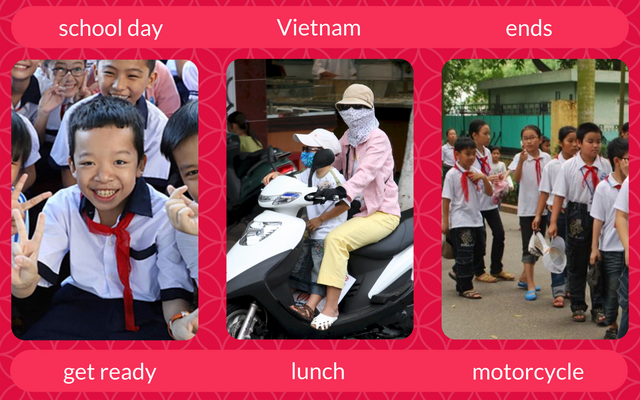 school day
Vietnam
ends
get ready
lunch
motorcycle